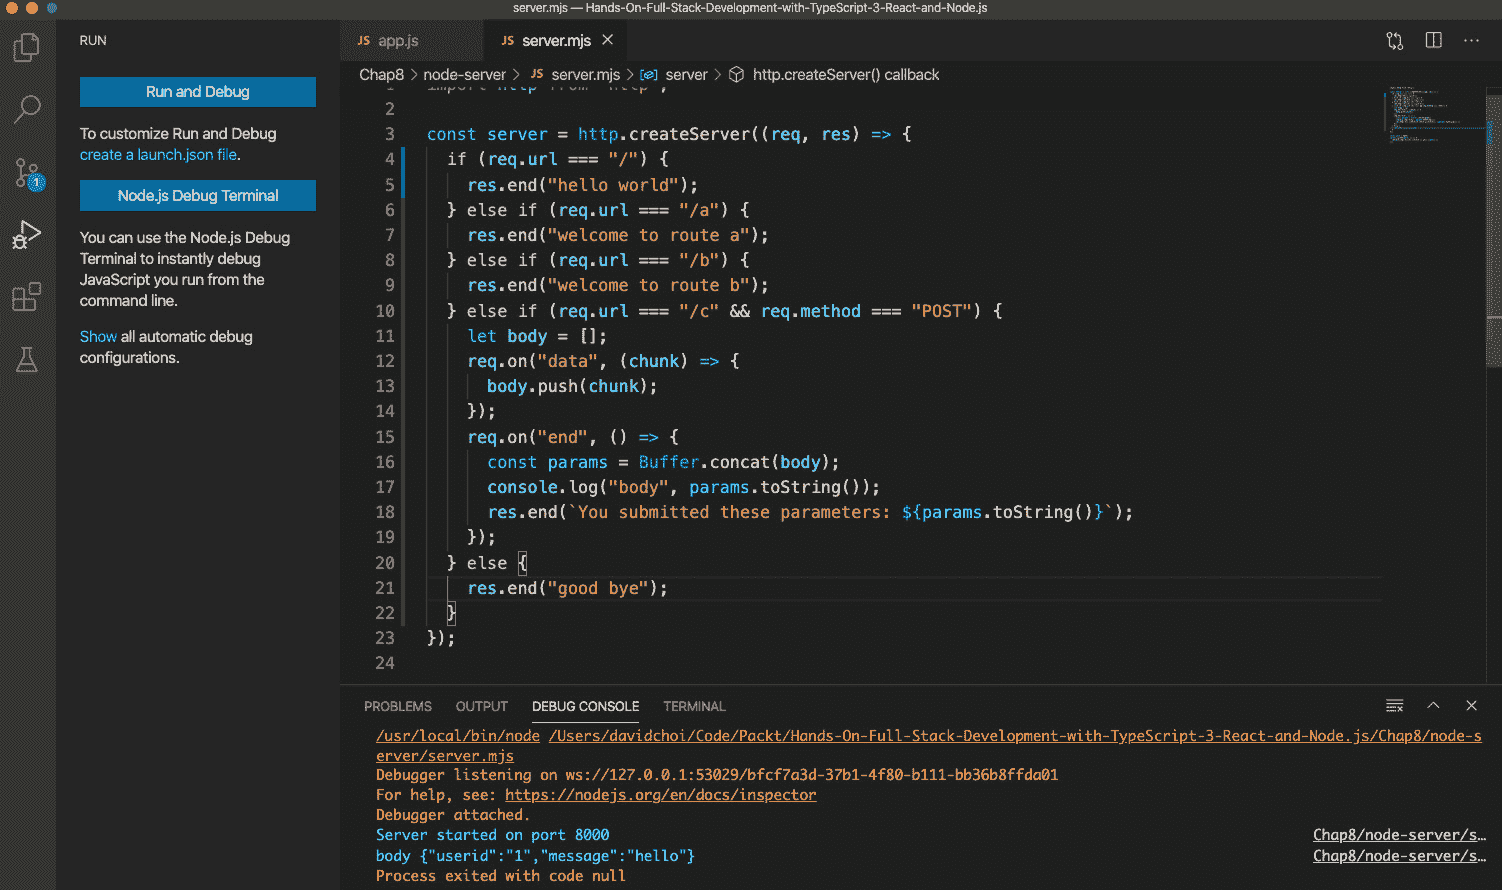 server.mjs — Hands-On-Full-Stack-Development-with-TypeScript-3-React-and-Node.js
RUN
Run and Debug
To customize Run and Debug
create a launch.json file.
Node.js Debug Terminal
You can use the Node.js Debug
Terminal to instantly debug
JavaScript you run from the
command line.
Show all automatic debug
configurations.
1
JS app.js
JS server.mjs
Chap8 > node-server > JS server.mjs > server > http.createServer() callback
1 import http from "http";
2
3 const server = http.createServer((req, res) => {
4 if (req.url === "/") {
5 res.end("hello world");
6 } else if (req.url === "/a") {
7 res.end("welcome to route a");
8 } else if (req.url === "/b") {
9 res.end("welcome to route b");
10 } else if (req.url === "/c" && req.method === "POST") {
11 let body = [];
12 req.on("data", (chunk) => {
13 body.push(chunk);
14 });
15 req.on("end", () => {
16 const params = Buffer.concat(body);
17 console.log("body", params.toString());
18 res.end(`You submitted these parameters: ${params.toString()}`);
19 });
20 } else {
21 res.end("good bye");
22 }
23 });
24
PROBLEMS OUTPUT DEBUG CONSOLE TERMINAL
/usr/local/bin/node /Users/davidchoi/Code/Packt/Hands-On-Full-Stack-Development-with-TypeScript-3-React-and-Node.js/Chap8/node-s
erver/server.mjs
Debugger listening on ws://127.0.0.1:53029/bfcf7a3d-37b1-4f80-b111-bb36b8ffda01
For help, see: https://nodejs.org/en/docs/inspector
Debugger attached.
Server started on port 8000 Chap8/node-server/s…
body {"userid":"1","message":"hello"} Chap8/node-server/s…
Process exited with code null